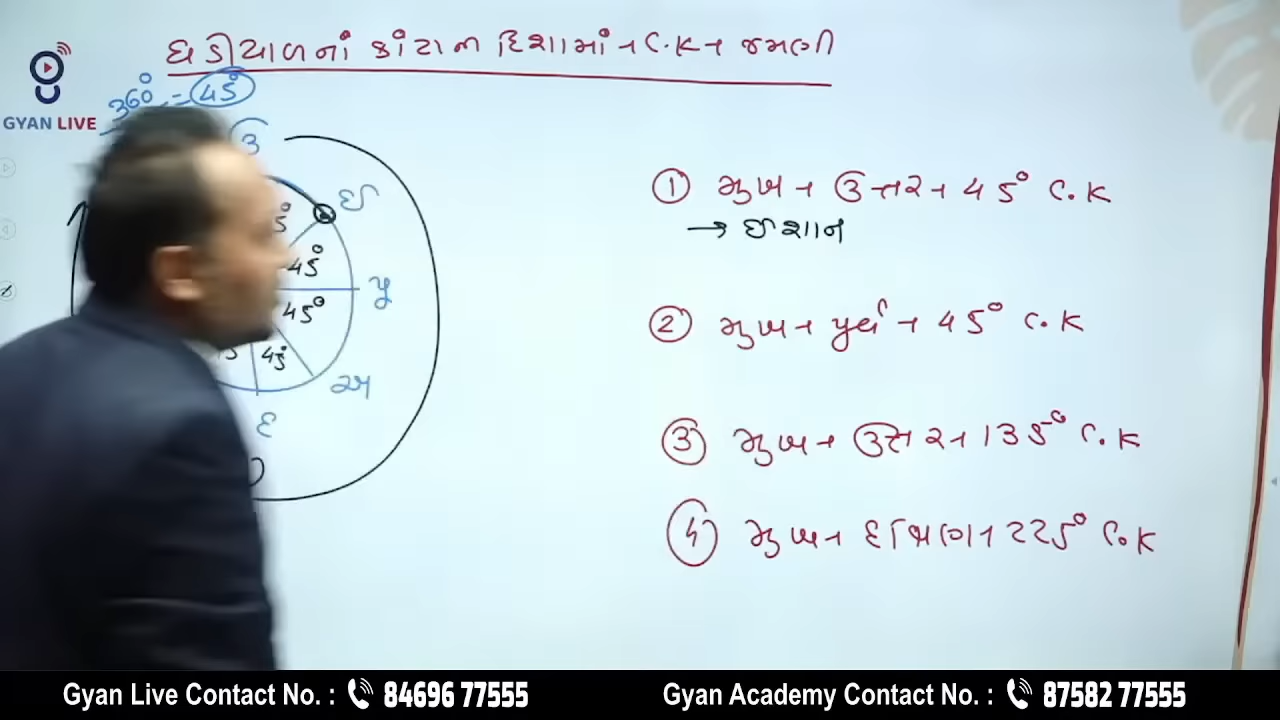 ઘડીયાળનાં કાંટાની દિશામાં → C.K → જમણી
360° = 45°
GYAN LIVE
ઉ
ઈ
45°
પૂ
45°
અ
45°
દ
① મુખ → ઉત્તર → 45° C.K
→ ઈશાન
② મુખ → પુર્વ → 45° C.K
③ મુખ → ઉત્તર → 135° C.K
④ મુખ → દક્ષિણ → 225° C.K
Gyan Live Contact No. : 84696 77555
Gyan Academy Contact No. : 87582 77555